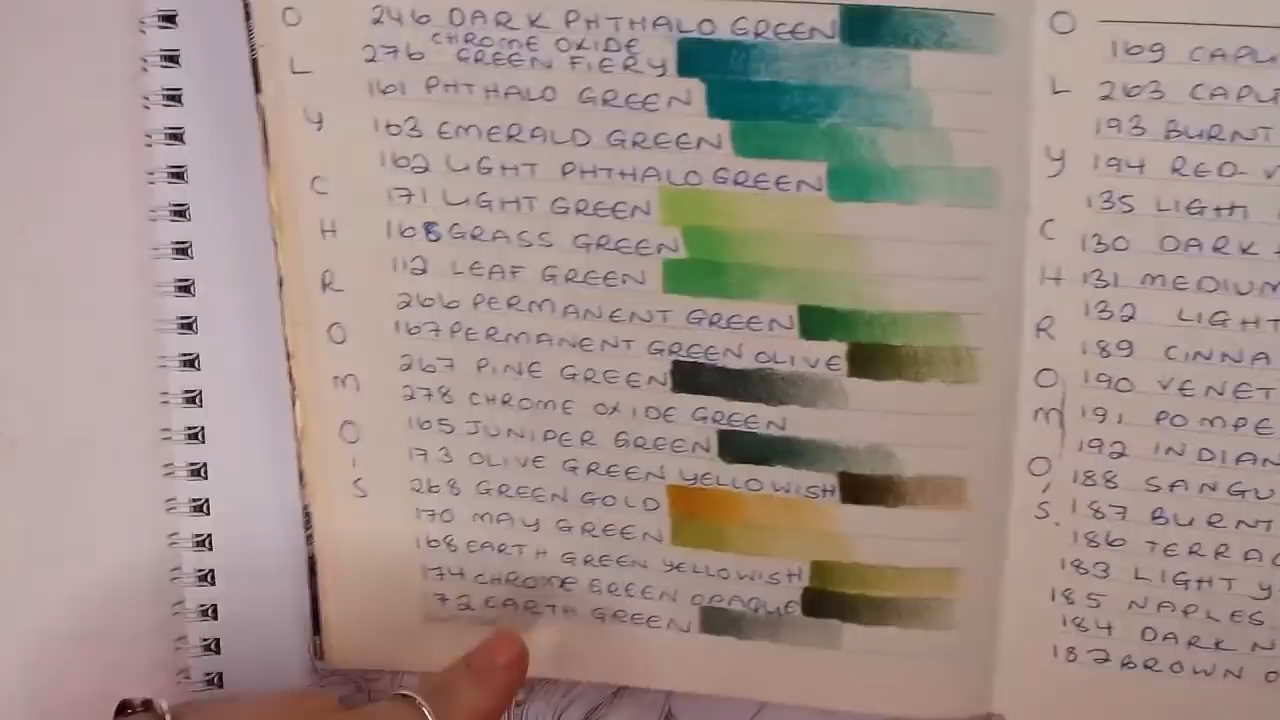 246 DARK PHTHALO GREEN
276 CHROME OXIDE GREEN FIERY
161 PHTHALO GREEN
163 EMERALD GREEN
162 LIGHT PHTHALO GREEN
171 LIGHT GREEN
168 GRASS GREEN
112 LEAF GREEN
266 PERMANENT GREEN
167 PERMANENT GREEN OLIVE
267 PINE GREEN
278 CHROME OXIDE GREEN
165 JUNIPER GREEN
173 OLIVE GREEN YELLOWISH
268 GREEN GOLD
170 MAY GREEN
168 EARTH GREEN YELLOWISH
174 CHROME GREEN OPAQUE
72 EARTH GREEN
O
L
Y
C
H
R
O
M
O
'
S
O
L
Y
C
H
R
O
M
O
'
S.
169 CAPU
263 CAPU
193 BURNT
194 RED-V
135 LIGHT
130 DARK
131 MEDIUM
132 LIGHT
189 CINNA
190 VENET
191 POMPE
192 INDIAN
188 SANGU
187 BURNT
186 TERRAC
183 LIGHT Y
185 NAPLES
184 DARK N
182 BROWN O